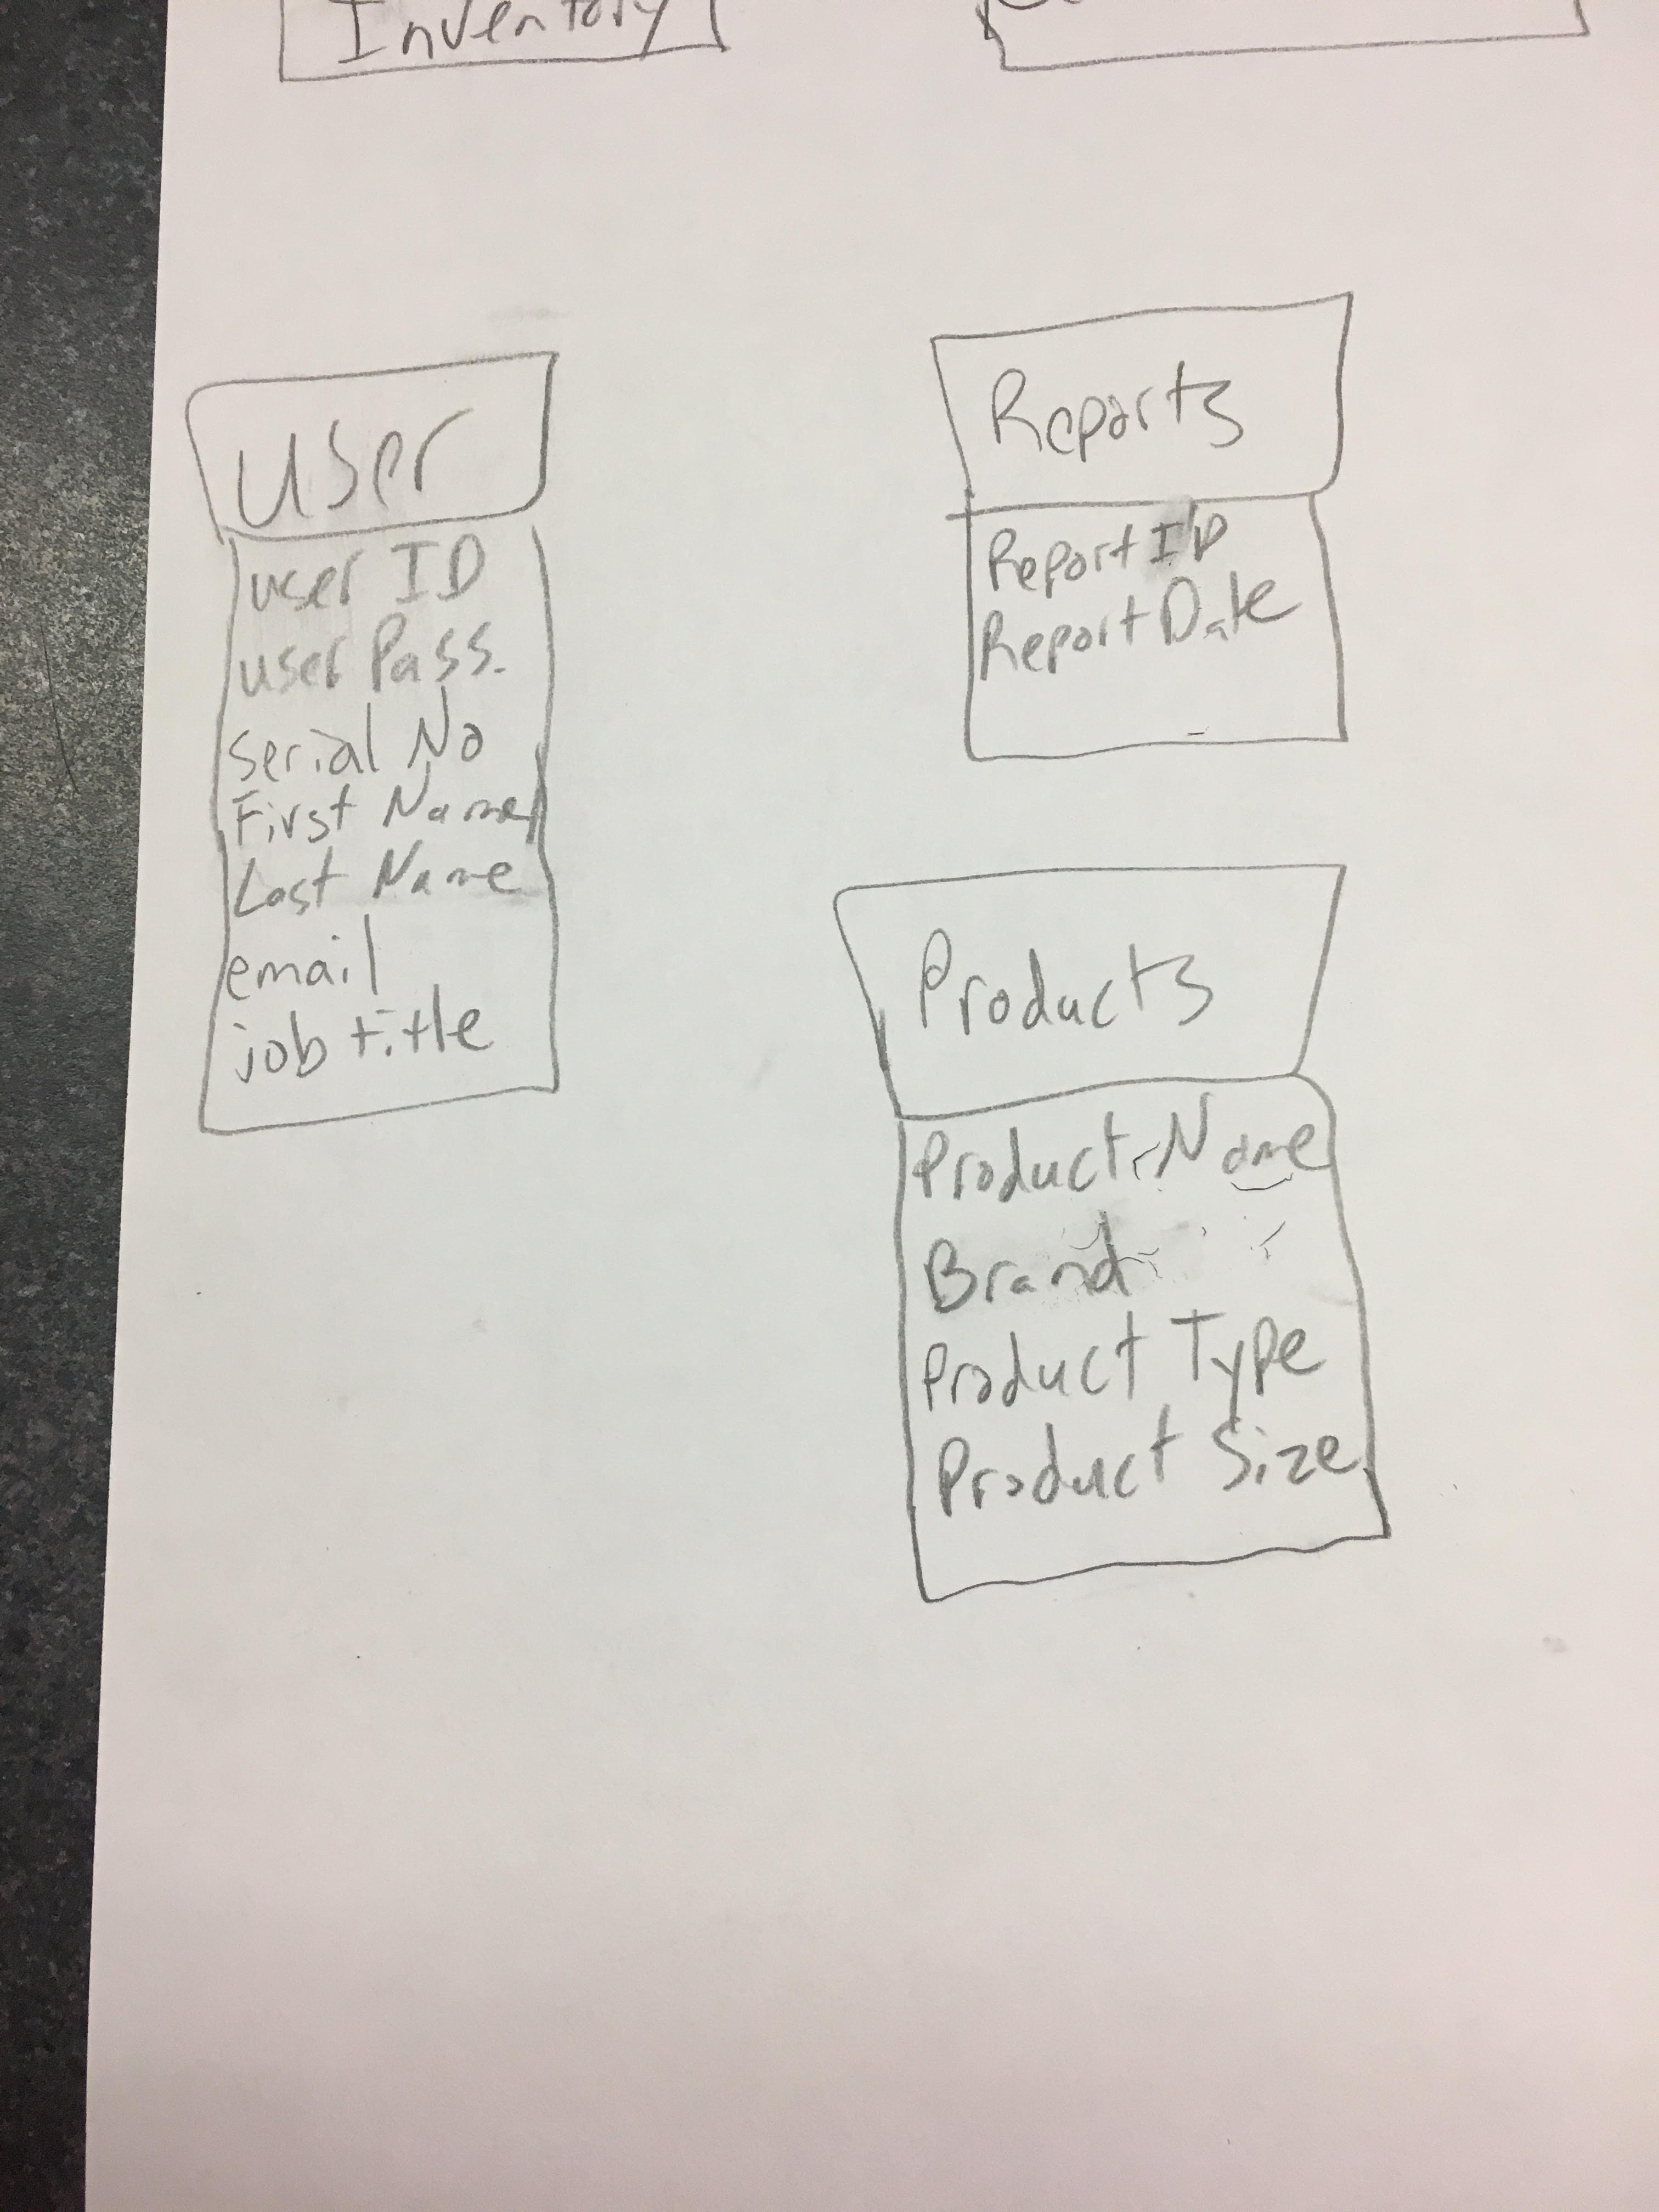 Inventory
User
user ID
user Pass.
Serial No
First Name
Last Name
email
job title
Reports
Report ID
Report Date
Products
Product Name
Brand
Product Type
Product Size